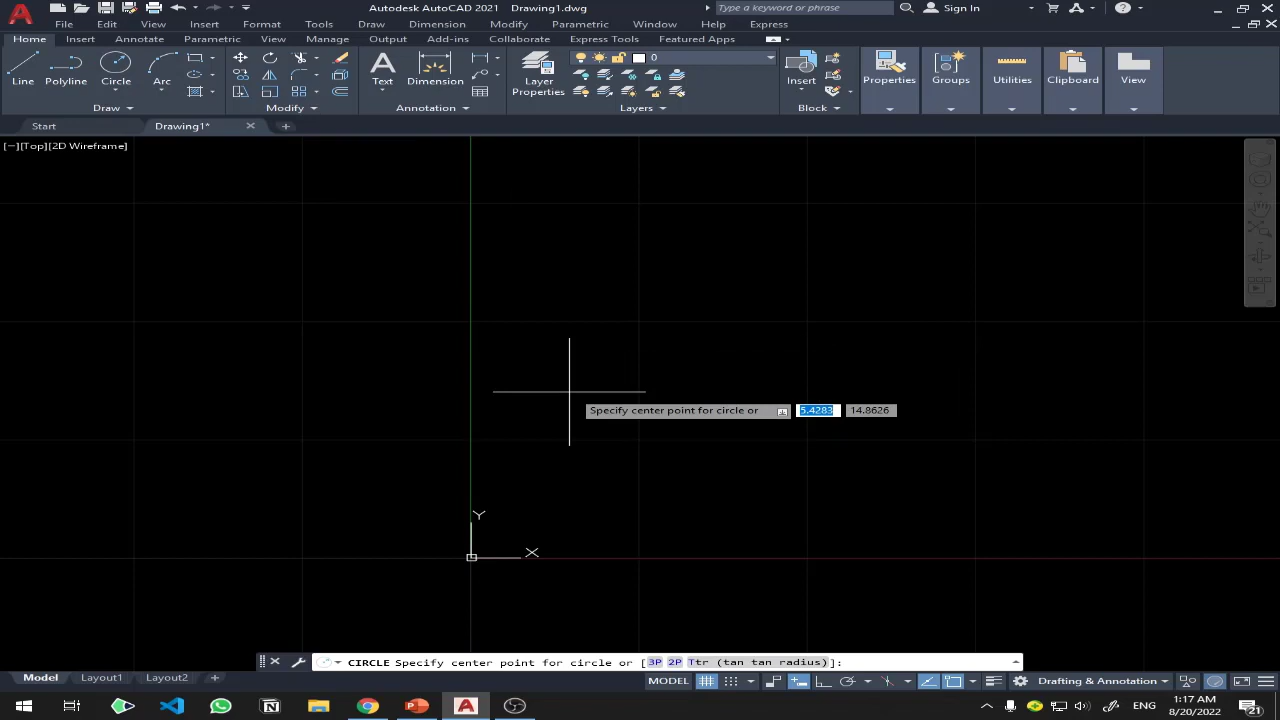 Autodesk AutoCAD 2021 Drawing1.dwg
Type a keyword or phrase
Sign In
File Edit View Insert Format Tools Draw Dimension Modify Parametric Window Help Express
Home Insert Annotate Parametric View Manage Output Add-ins Collaborate Express Tools Featured Apps
Line Polyline Circle Arc Text Dimension Layer Properties 0 Insert Properties Groups Utilities Clipboard View
Draw Modify Annotation Layers Block
Start Drawing1*
[−][Top][2D Wireframe]
Specify center point for circle or 5.4283 14.8626
Y
X
CIRCLE Specify center point for circle or [3P 2P Ttr (tan tan radius)]:
Model Layout1 Layout2 + MODEL Drafting & Annotation
ENG 1:17 AM
8/20/2022 21